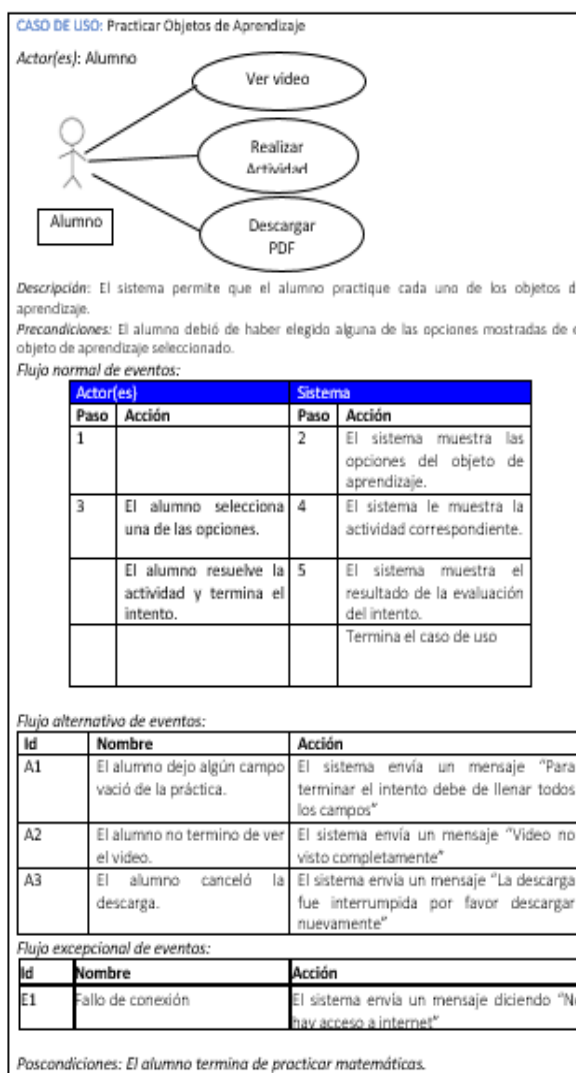 CASO DE USO: Practicar Objetos de Aprendizaje
Actor(es): Alumno
Ver video
Realizar
Actividad
Alumno
Descargar
PDF
Descripción: El sistema permite que el alumno practique cada uno de los objetos d
aprendizaje.
Precondiciones: El alumno debió de haber elegido alguna de las opciones mostradas de e
objeto de aprendizaje seleccionado.
Flujo normal de eventos:
Actor(es) Sistema
Paso Acción Paso Acción
1 2 El sistema muestra las
opciones del objeto de
aprendizaje.
3 El alumno selecciona 4 El sistema le muestra la
una de las opciones. actividad correspondiente.
El alumno resuelve la 5 El sistema muestra el
actividad y termina el resultado de la evaluación
intento. del intento.
Termina el caso de uso
Flujo alternativo de eventos:
Id Nombre Acción
A1 El alumno dejo algún campo El sistema envía un mensaje "Para
vació de la práctica. terminar el intento debe de llenar todos
los campos"
A2 El alumno no termino de ver El sistema envía un mensaje "Video no
el video. visto completamente"
A3 El alumno canceló la El sistema envía un mensaje "La descarga
descarga. fue interrumpida por favor descargar
nuevamente"
Flujo excepcional de eventos:
Id Nombre Acción
E1 Fallo de conexión El sistema envía un mensaje diciendo "N
hay acceso a internet"
Poscondiciones: El alumno termina de practicar matemáticas.